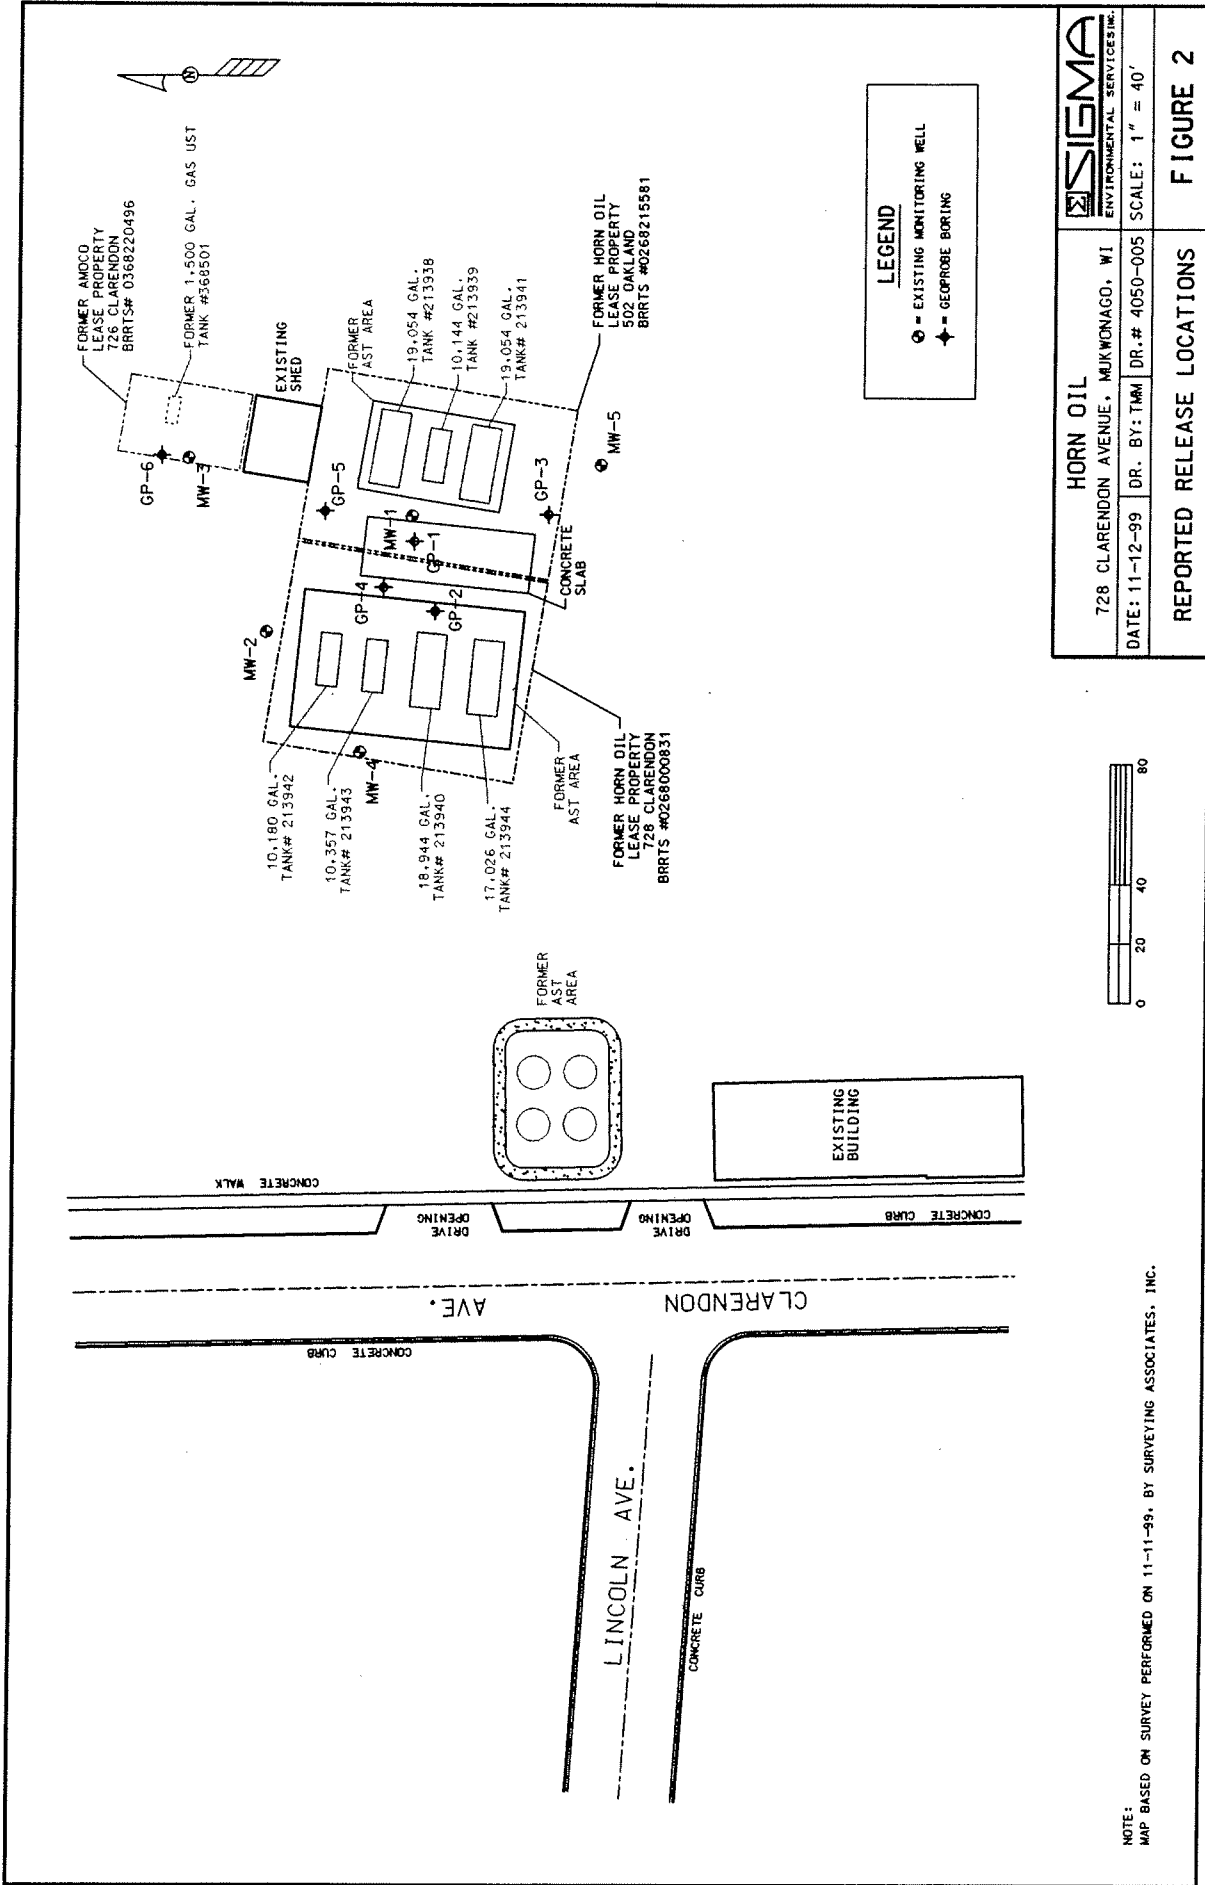 N
FORMER AMOCO
LEASE PROPERTY
726 CLARENDON
BRRTS# 0368220496
FORMER 1,500 GAL. GAS UST
TANK #368501
GP-6
MW-3
EXISTING
SHED
GP-5
FORMER
AST AREA
19,054 GAL.
TANK #213938
10,144 GAL.
TANK #213939
19,054 GAL.
TANK# 213941
FORMER HORN OIL
LEASE PROPERTY
502 OAKLAND
BRRTS #0268215581
MW-5
GP-3
MW-1
GP-1
CONCRETE
SLAB
GP-4
GP-2
MW-2
MW-4
10,180 GAL.
TANK# 213942
10,357 GAL.
TANK# 213943
18,944 GAL.
TANK# 213940
17,026 GAL.
TANK# 213944
FORMER
AST AREA
FORMER HORN OIL
LEASE PROPERTY
728 CLARENDON
BRRTS #0268000831
FORMER
AST
AREA
EXISTING
BUILDING
CONCRETE WALK
DRIVE
OPENING
DRIVE
OPENING
CONCRETE CURB
CLARENDON AVE.
CONCRETE CURB
LINCOLN AVE.
CONCRETE CURB
LEGEND
= EXISTING MONITORING WELL
= GEOPROBE BORING
0 20 40 80
NOTE:
MAP BASED ON SURVEY PERFORMED ON 11-11-99, BY SURVEYING ASSOCIATES, INC.
HORN OIL
728 CLARENDON AVENUE, MUKWONAGO, WI
ΣSIGMA
ENVIRONMENTAL SERVICES INC.
DATE: 11-12-99 DR. BY: TMM DR.# 4050-005 SCALE: 1" = 40'
REPORTED RELEASE LOCATIONS FIGURE 2